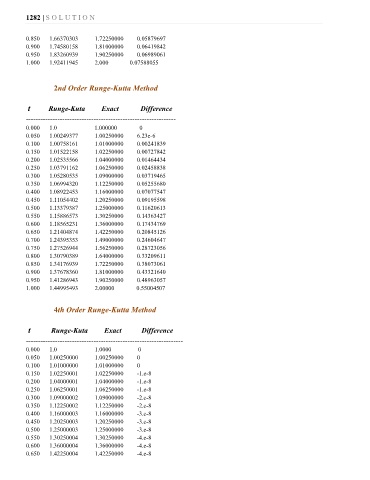 1282 | S O L U T I O N
0.850 1.66370303 1.72250000 0.05879697
0.900 1.74580158 1.81000000 0.06419842
0.950 1.83260939 1.90250000 0.06989061
1.000 1.92411945 2.000 0.07588055
2nd Order Runge-Kutta Method
t Runge-Kuta Exact Difference
0.000 1.0 1.000000 0
0.050 1.00249377 1.00250000 6.23e-6
0.100 1.00758161 1.01000000 0.00241839
0.150 1.01522158 1.02250000 0.00727842
0.200 1.02535566 1.04000000 0.01464434
0.250 1.03791162 1.06250000 0.02458838
0.300 1.05280535 1.09000000 0.03719465
0.350 1.06994320 1.12250000 0.05255680
0.400 1.08922453 1.16000000 0.07077547
0.450 1.11054402 1.20250000 0.09195598
0.500 1.13379387 1.25000000 0.11620613
0.550 1.15886573 1.30250000 0.14363427
0.600 1.18565231 1.36000000 0.17434769
0.650 1.21404874 1.42250000 0.20845126
0.700 1.24395353 1.49000000 0.24604647
0.750 1.27526944 1.56250000 0.28723056
0.800 1.30790389 1.64000000 0.33209611
0.850 1.34176939 1.72250000 0.38073061
0.900 1.37678360 1.81000000 0.43321640
0.950 1.41286943 1.90250000 0.48963057
1.000 1.44995493 2.00000 0.55004507
4th Order Runge-Kutta Method
t Runge-Kuta Exact Difference
0.000 1.0 1.0000 0
0.050 1.00250000 1.00250000 0
0.100 1.01000000 1.01000000 0
0.150 1.02250001 1.02250000 -1.e-8
0.200 1.04000001 1.04000000 -1.e-8
0.250 1.06250001 1.06250000 -1.e-8
0.300 1.09000002 1.09000000 -2.e-8
0.350 1.12250002 1.12250000 -2.e-8
0.400 1.16000003 1.16000000 -3.e-8
0.450 1.20250003 1.20250000 -3.e-8
0.500 1.25000003 1.25000000 -3.e-8
0.550 1.30250004 1.30250000 -4.e-8
0.600 1.36000004 1.36000000 -4.e-8
0.650 1.42250004 1.42250000 -4.e-8